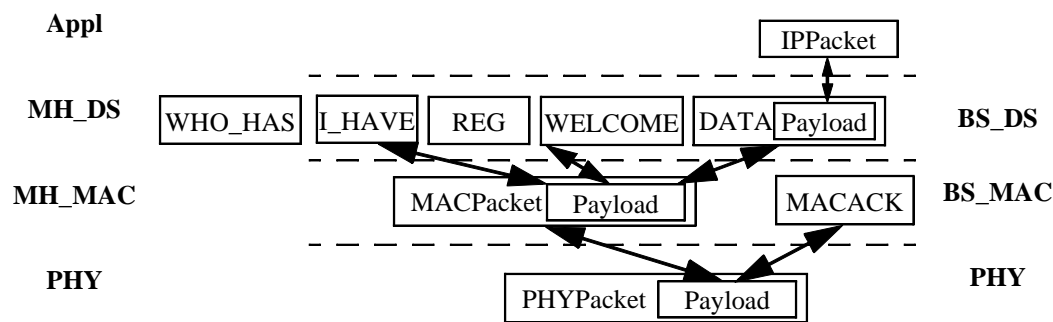 Appl
IPPacket
MH_DS
WHO_HAS
I_HAVE
REG
WELCOME
DATA
Payload
BS_DS
MH_MAC
MACPacket
Payload
MACACK
BS_MAC
PHY
PHYPacket
Payload
PHY